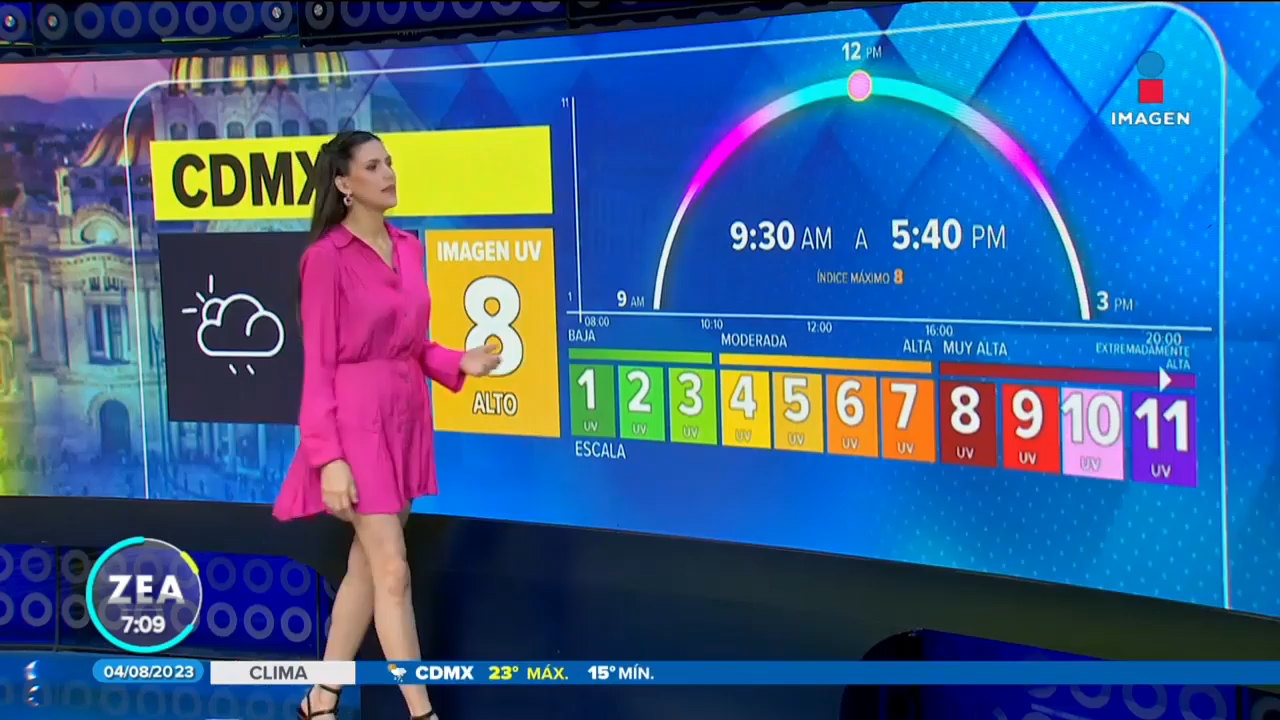 12 PM
IMAGEN
11
CDMX
IMAGEN UV
8
ALTO
9:30 AM A 5:40 PM
ÍNDICE MÁXIMO 8
1
9 AM
3 PM
08:00
10:10
12:00
16:00
20:00
BAJA
MODERADA
ALTA
MUY ALTA
EXTREMADAMENTE
ALTA
1 2 3 4 5 6 7 8 9 10 11
UV UV UV UV UV UV UV UV UV UV UV
ESCALA
ZEA
7:09
04/08/2023 CLIMA CDMX 23° MÁX. 15° MÍN.